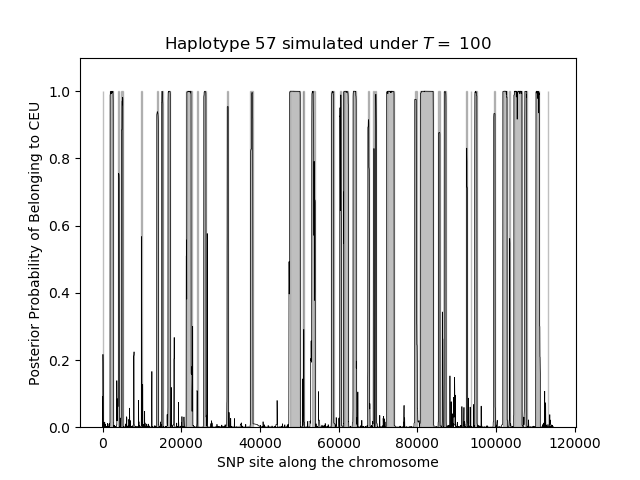 Haplotype 57 simulated under T = 100
Posterior Probability of Belonging to CEU
1.0
0.8
0.6
0.4
0.2
0.0
0 20000 40000 60000 80000 100000 120000
SNP site along the chromosome